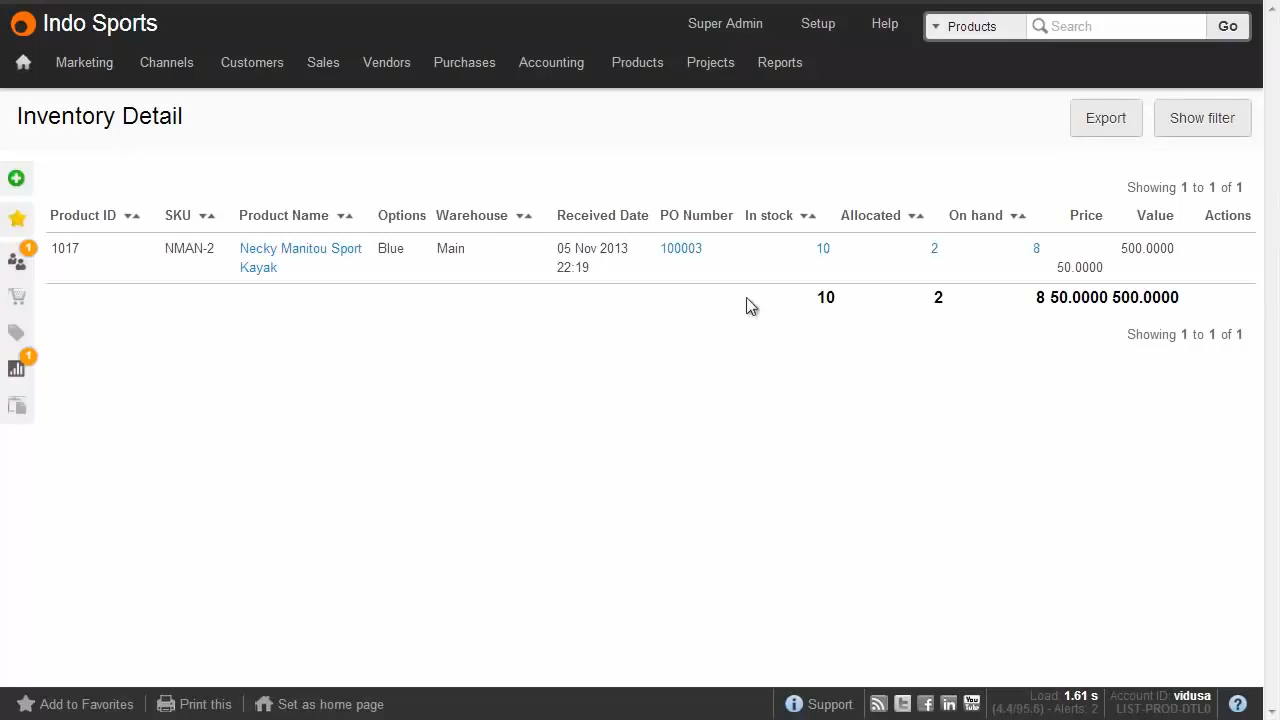 Indo Sports
Super Admin Setup Help Products Search Go
Marketing Channels Customers Sales Vendors Purchases Accounting Products Projects Reports
Inventory Detail
Export Show filter
Showing 1 to 1 of 1
Product ID SKU Product Name Options Warehouse Received Date PO Number In stock Allocated On hand Price Value Actions
1017 NMAN-2 Necky Manitou Sport Blue Main 05 Nov 2013 100003 10 2 8 500.0000
Kayak 22:19 50.0000
10 2 8 50.0000 500.0000
Showing 1 to 1 of 1
1
1
Add to Favorites Print this Set as home page Support You Tube Load: 1.61 s Account ID: vidusa
(4.4/95.6) - Alerts: 2 LIST-PROD-DTL0